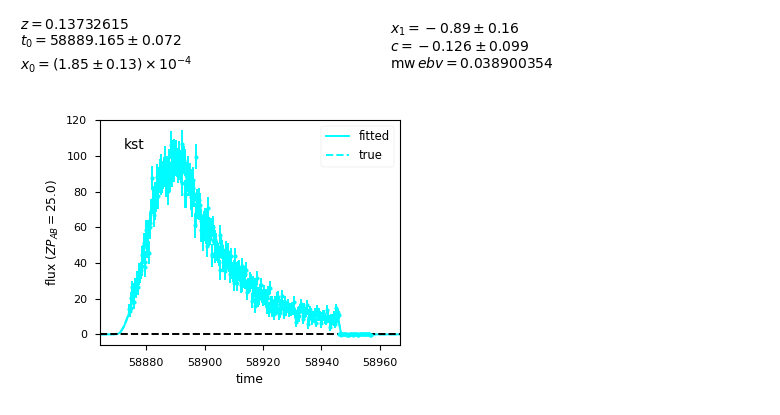 z = 0.13732615
t₀ = 58889.165 ± 0.072
x₀ = (1.85 ± 0.13) × 10⁻⁴
x₁ = −0.89 ± 0.16
c = −0.126 ± 0.099
mw ebv = 0.038900354
kst
fitted
true
120
100
80
60
40
20
0
flux (ZP_AB = 25.0)
58880 58900 58920 58940 58960
time